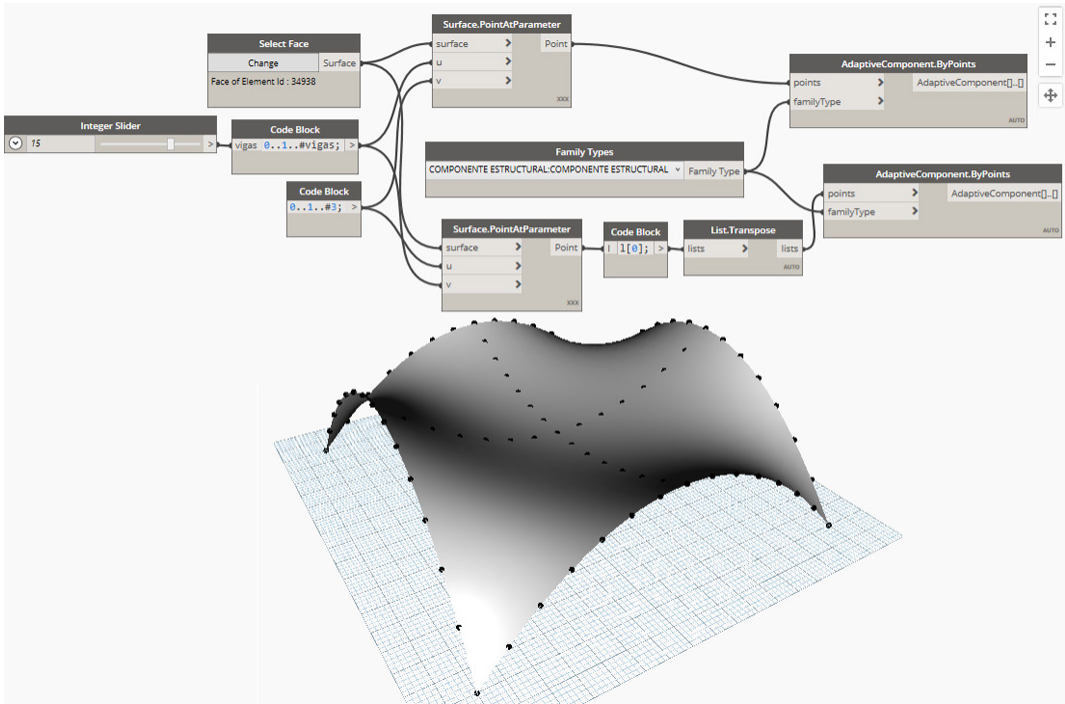 Select Face
Change
Surface
Face of Element Id : 34938
Integer Slider
15
>
Code Block
vigas 0..1..#vigas; >
Code Block
0..1..#3; >
Surface.PointAtParameter
surface > Point
u >
v >
XXX
Family Types
COMPONENTE ESTRUCTURAL:COMPONENTE ESTRUCTURAL
Family Type
Surface.PointAtParameter
surface > Point
u >
v >
XXX
Code Block
l l[0]; >
List.Transpose
lists > lists
AUTO
AdaptiveComponent.ByPoints
points > AdaptiveComponent[]..[]
familyType >
AUTO
AdaptiveComponent.ByPoints
points > AdaptiveComponent[]..[]
familyType >
AUTO